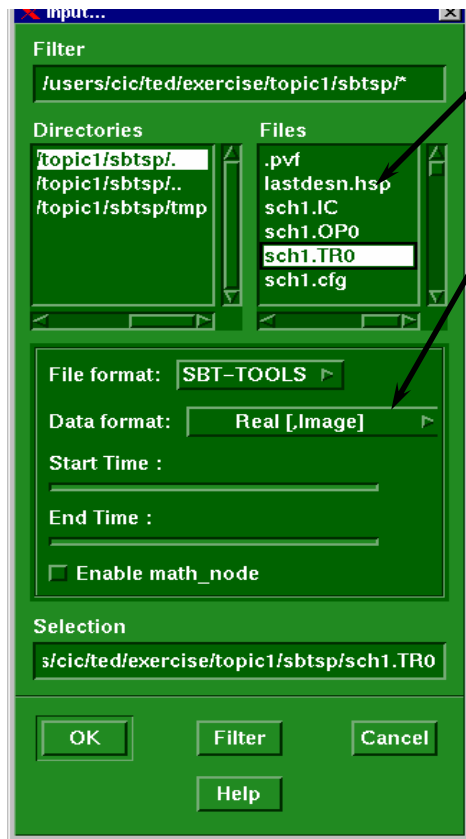 Input...
Filter
/users/cic/ted/exercise/topic1/sbtsp/*
Directories
/topic1/sbtsp/.
/topic1/sbtsp/..
/topic1/sbtsp/tmp
Files
.pvf
lastdesn.hsp
sch1.IC
sch1.OP0
sch1.TR0
sch1.cfg
File format: SBT-TOOLS
Data format: Real [,Image]
Start Time :
End Time :
Enable math_node
Selection
s/cic/ted/exercise/topic1/sbtsp/sch1.TR0
OK
Filter
Cancel
Help